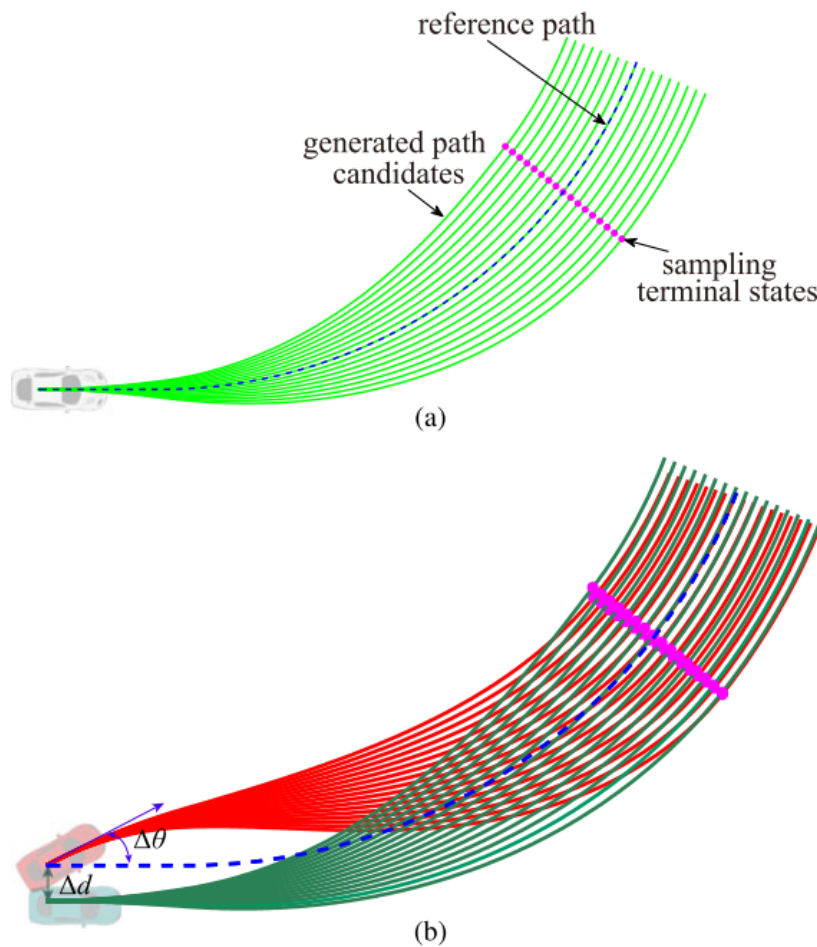 reference path
generated path
candidates
sampling
terminal states
(a)
Δθ
Δd
(b)